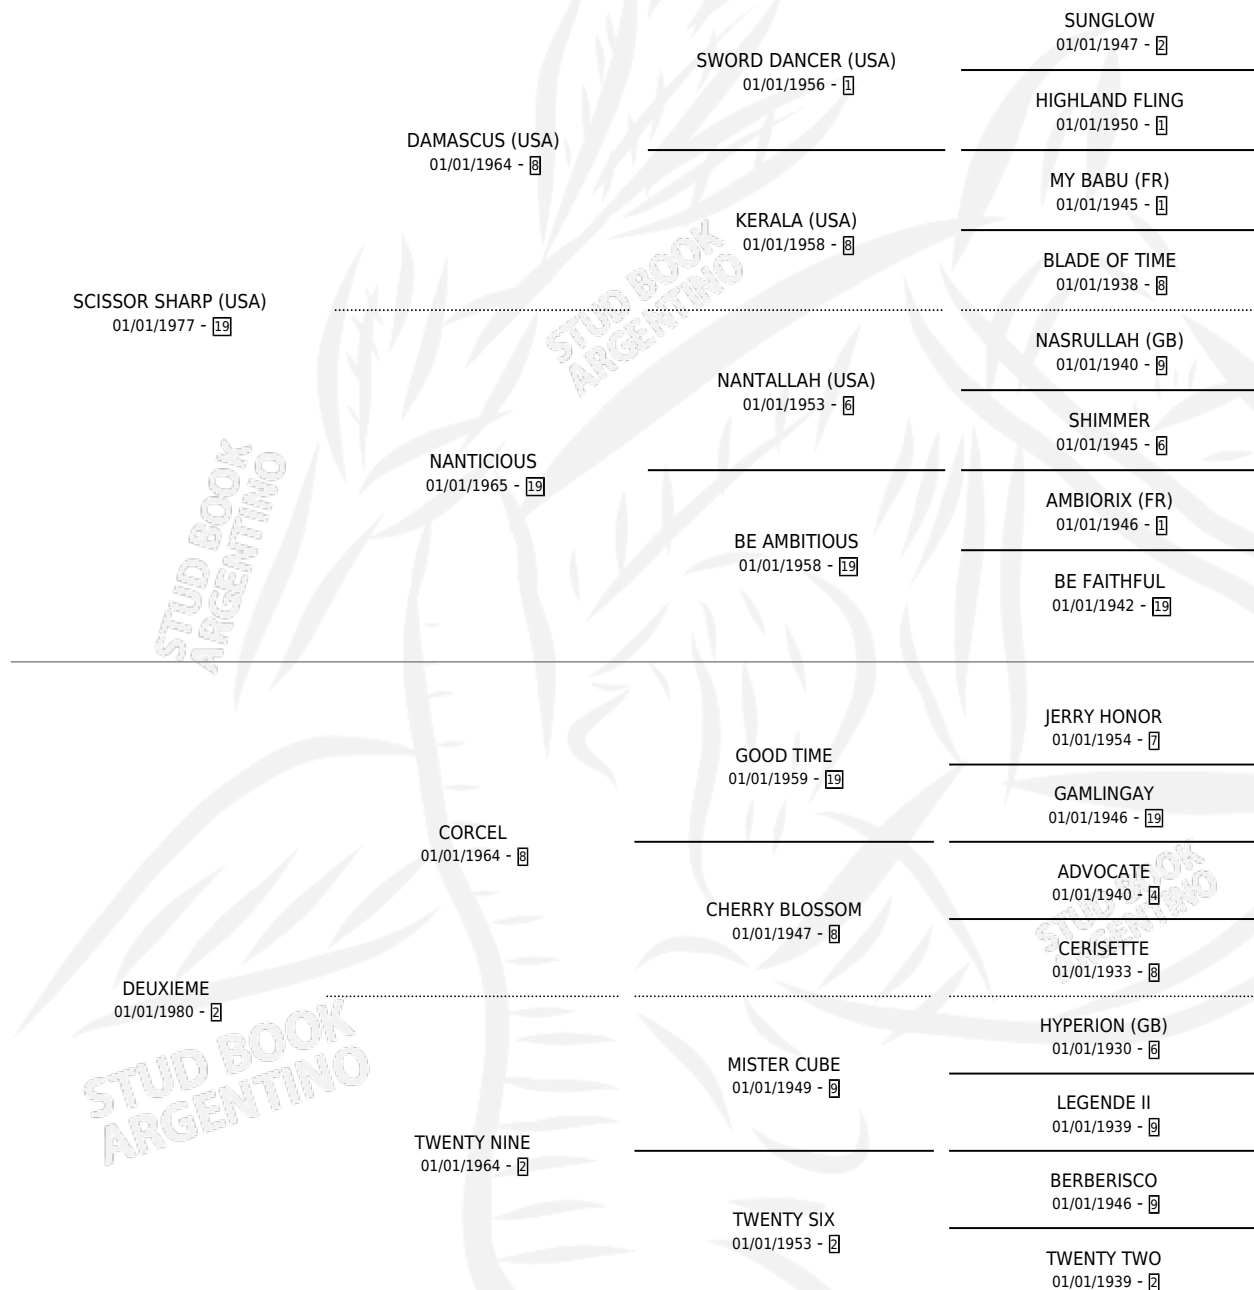 SUNGLOW
01/01/1947 - 2
SWORD DANCER (USA)
01/01/1956 - 1
HIGHLAND FLING
01/01/1950 - 1
DAMASCUS (USA)
01/01/1964 - 8
MY BABU (FR)
01/01/1945 - 1
KERALA (USA)
01/01/1958 - 8
BLADE OF TIME
01/01/1938 - 8
SCISSOR SHARP (USA)
01/01/1977 - 19
NASRULLAH (GB)
01/01/1940 - 9
NANTALLAH (USA)
01/01/1953 - 6
SHIMMER
01/01/1945 - 6
NANTICIOUS
01/01/1965 - 19
AMBIORIX (FR)
01/01/1946 - 1
BE AMBITIOUS
01/01/1958 - 19
BE FAITHFUL
01/01/1942 - 19
JERRY HONOR
01/01/1954 - 7
GOOD TIME
01/01/1959 - 19
GAMLINGAY
01/01/1946 - 19
CORCEL
01/01/1964 - 8
ADVOCATE
01/01/1940 - 4
CHERRY BLOSSOM
01/01/1947 - 8
CERISETTE
01/01/1933 - 8
DEUXIEME
01/01/1980 - 2
HYPERION (GB)
01/01/1930 - 6
MISTER CUBE
01/01/1949 - 9
LEGENDE II
01/01/1939 - 9
TWENTY NINE
01/01/1964 - 2
BERBERISCO
01/01/1946 - 9
TWENTY SIX
01/01/1953 - 2
TWENTY TWO
01/01/1939 - 2
STUD BOOK
ARGENTINO
STUD BOOK
ARGENTINO
STUD BOOK
ARGENTINO
STUD BOOK
ARGENTINO